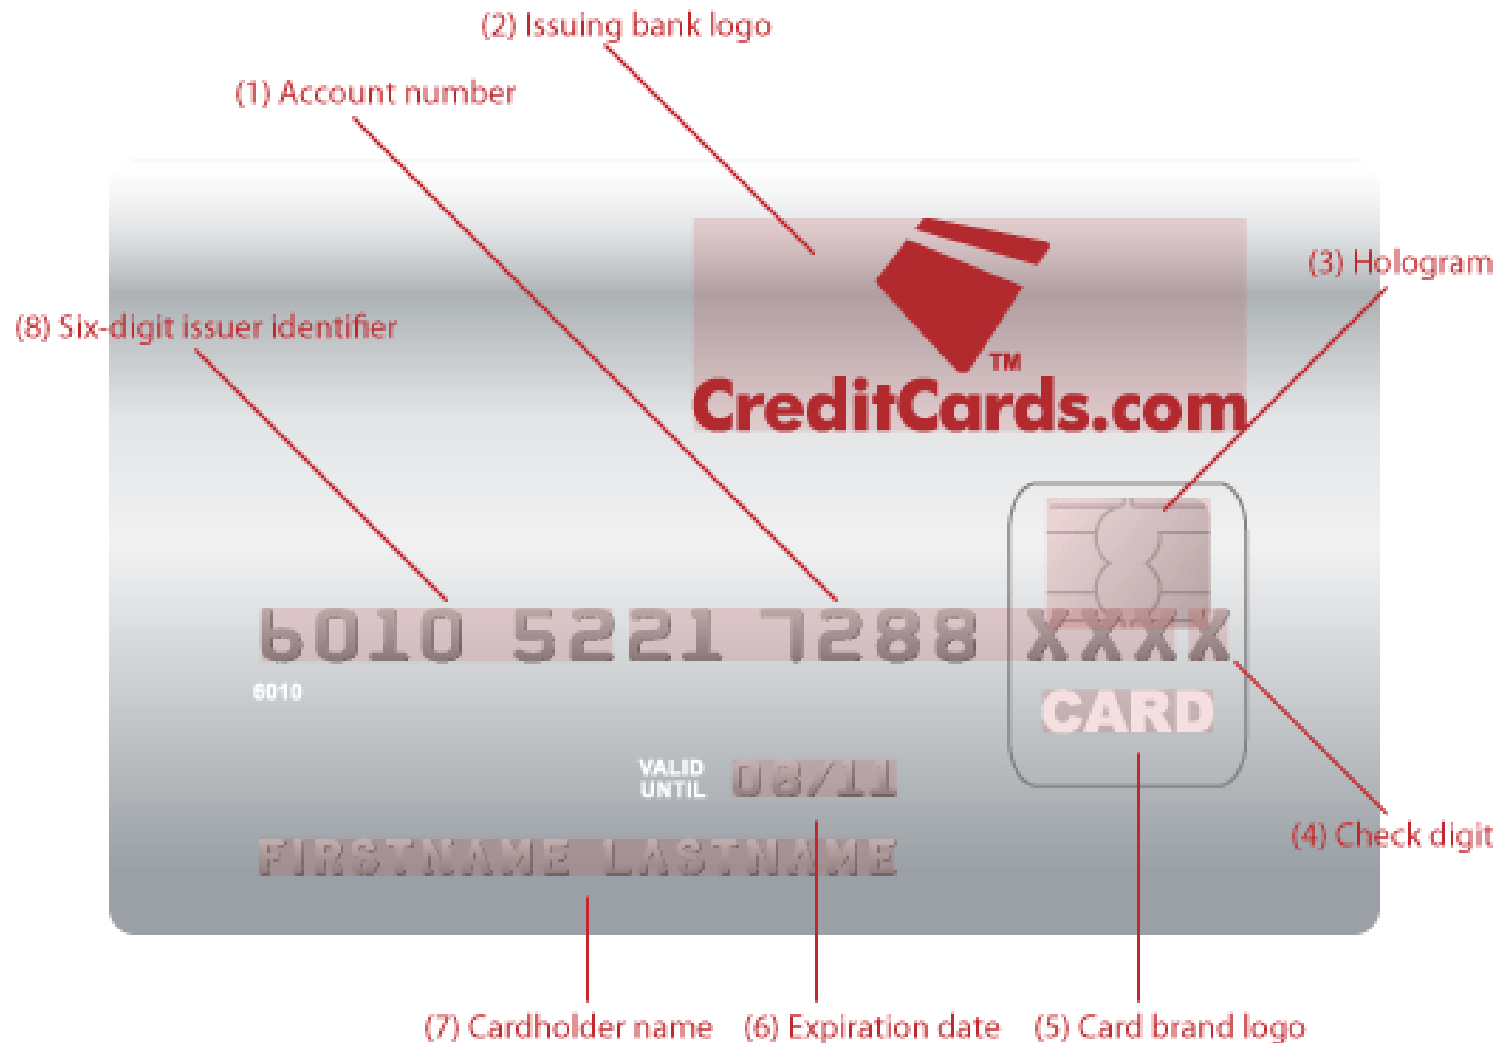 (2) Issuing bank logo
(1) Account number
(3) Hologram
(8) Six-digit issuer identifier
TM
CreditCards.com
6010 5221 7288 XXXX
6010
CARD
VALID
UNTIL
08/11
(4) Check digit
FIRSTNAME LASTNAME
(7) Cardholder name
(6) Expiration date
(5) Card brand logo